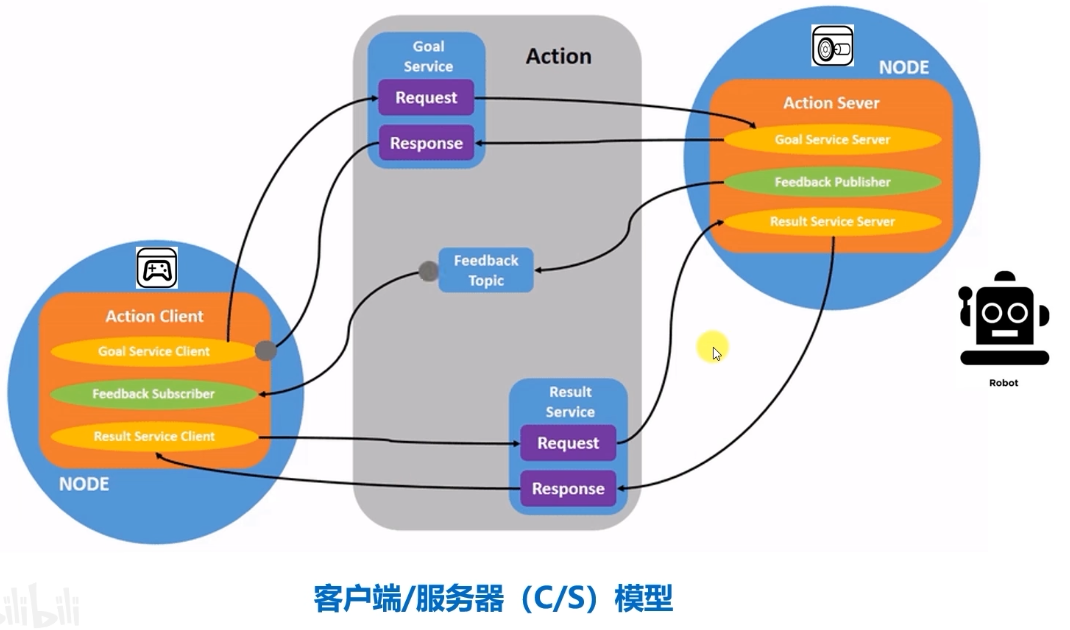 Goal
Service
Action
Request
Response
NODE
Action Sever
Goal Service Server
Feedback Publisher
Result Service Server
Feedback
Topic
Action Client
Goal Service Client
Feedback Subscriber
Result Service Client
NODE
Result
Service
Request
Response
Robot
客户端/服务器（C/S）模型
bilibili